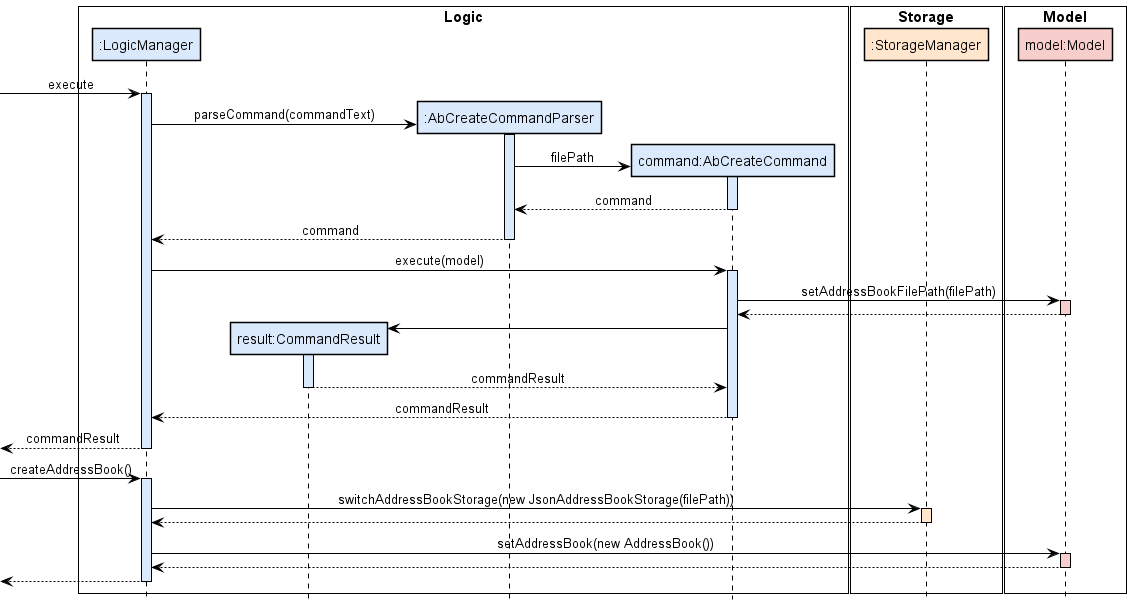 Logic
Storage
Model
:LogicManager
:StorageManager
model:Model
execute
parseCommand(commandText)
:AbCreateCommandParser
filePath
command:AbCreateCommand
command
command
execute(model)
setAddressBookFilePath(filePath)
result:CommandResult
commandResult
commandResult
commandResult
createAddressBook()
switchAddressBookStorage(new JsonAddressBookStorage(filePath))
setAddressBook(new AddressBook())